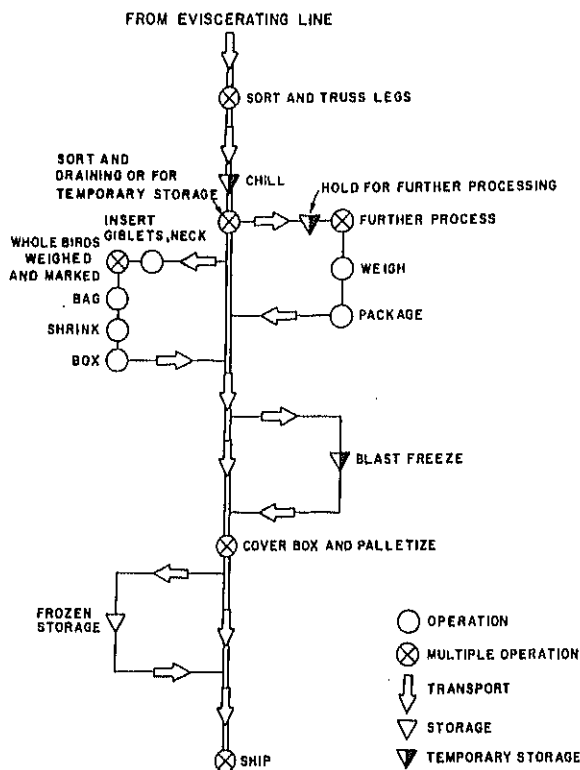 FROM EVISCERATING LINE
SORT AND TRUSS LEGS
SORT AND
DRAINING OR FOR
TEMPORARY STORAGE
CHILL
HOLD FOR FURTHER PROCESSING
FURTHER PROCESS
INSERT
GIBLETS, NECK
WHOLE BIRDS
WEIGHED
AND MARKED
WEIGH
BAG
PACKAGE
SHRINK
BOX
BLAST FREEZE
COVER BOX AND PALLETIZE
FROZEN
STORAGE
OPERATION
MULTIPLE OPERATION
TRANSPORT
STORAGE
TEMPORARY STORAGE
SHIP